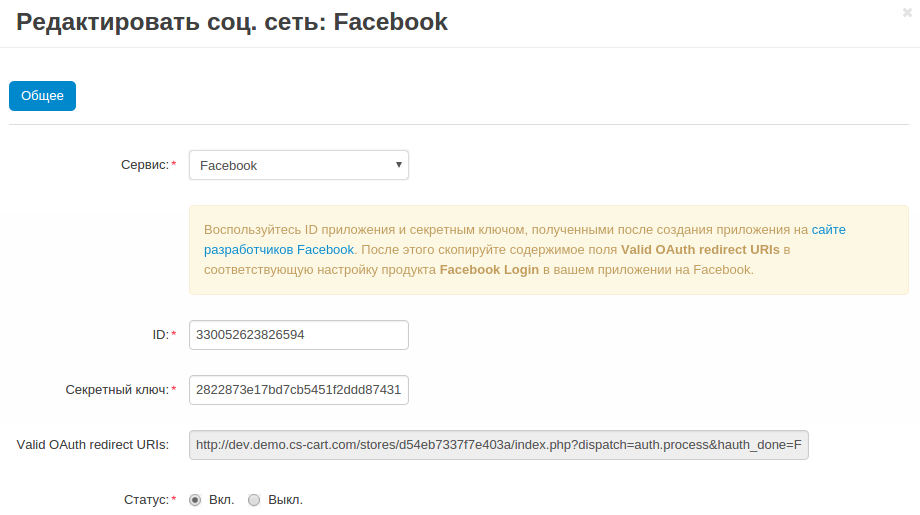 Редактировать соц. сеть: Facebook
Общее
Сервис:* Facebook
Воспользуйтесь ID приложения и секретным ключом, полученными после создания приложения на сайте
разработчиков Facebook. После этого скопируйте содержимое поля Valid OAuth redirect URIs в
соответствующую настройку продукта Facebook Login в вашем приложении на Facebook.
ID:* 330052623826594
Секретный ключ:* 2822873e17bd7cb5451f2ddd87431
Valid OAuth redirect URIs: http://dev.demo.cs-cart.com/stores/d54eb7337f7e403a/index.php?dispatch=auth.process&hauth_done=F
Статус:* Вкл. Выкл.